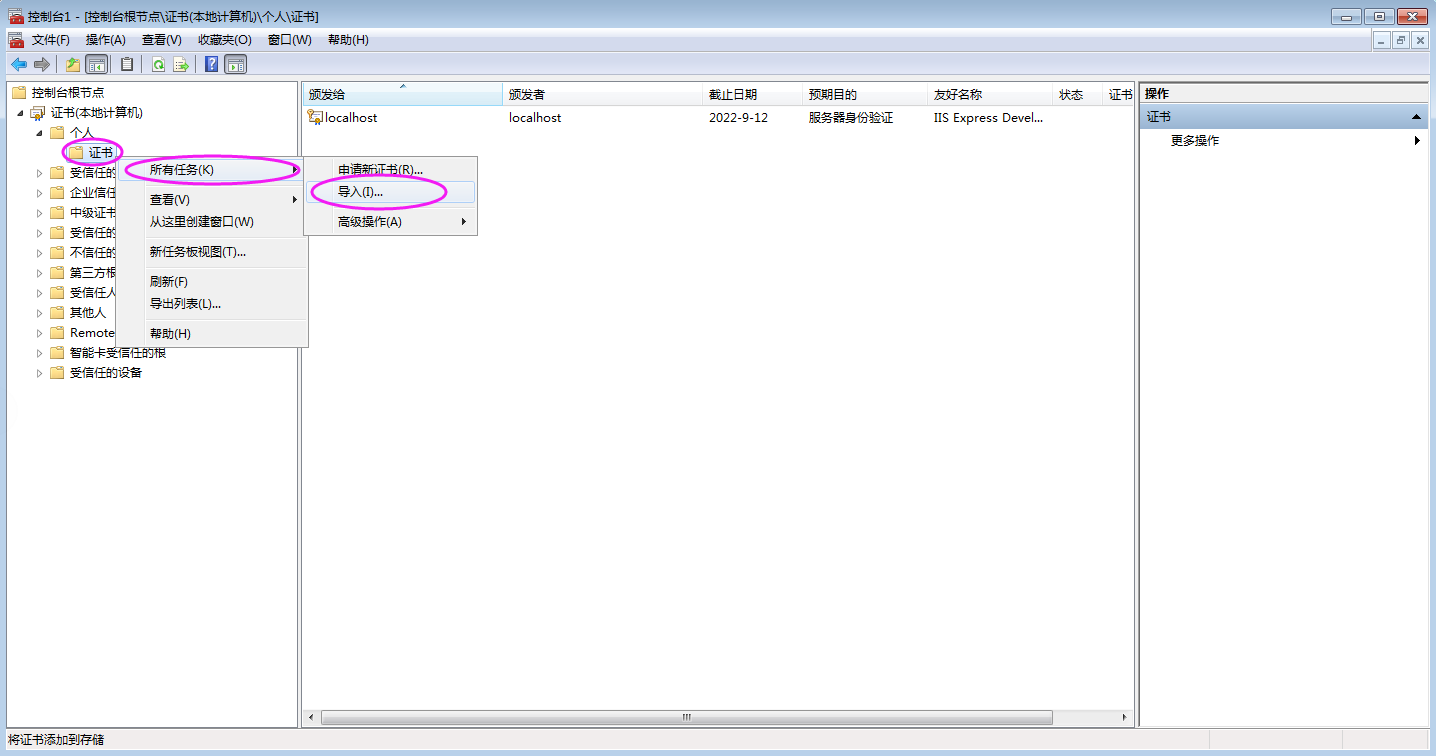 控制台1 - [控制台根节点\证书(本地计算机)\个人\证书]
文件(F) 操作(A) 查看(V) 收藏夹(O) 窗口(W) 帮助(H)
控制台根节点
证书(本地计算机)
个人
证书
受信任的
企业信任
中级证书
受信任的
不信任的
第三方根
受信任人
其他人
Remote
智能卡受信任的根
受信任的设备
所有任务(K)
查看(V)
从这里创建窗口(W)
新任务板视图(T)...
刷新(F)
导出列表(L)...
帮助(H)
申请新证书(R)...
导入(I)...
高级操作(A)
颁发给 颁发者 截止日期 预期目的 友好名称 状态 证书
localhost localhost 2022-9-12 服务器身份验证 IIS Express Devel...
操作
证书
更多操作
将证书添加到存储